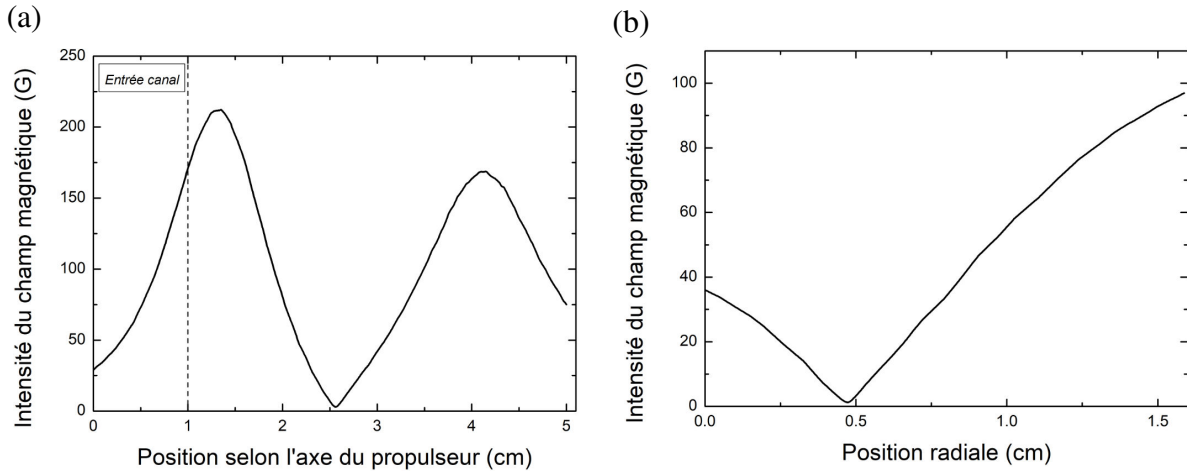 (a)
Intensité du champ magnétique (G)
250
200
150
100
50
0
Entrée canal
0 1 2 3 4 5
Position selon l'axe du propulseur (cm)
(b)
Intensité du champ magnétique (G)
100
80
60
40
20
0
0.0 0.5 1.0 1.5
Position radiale (cm)